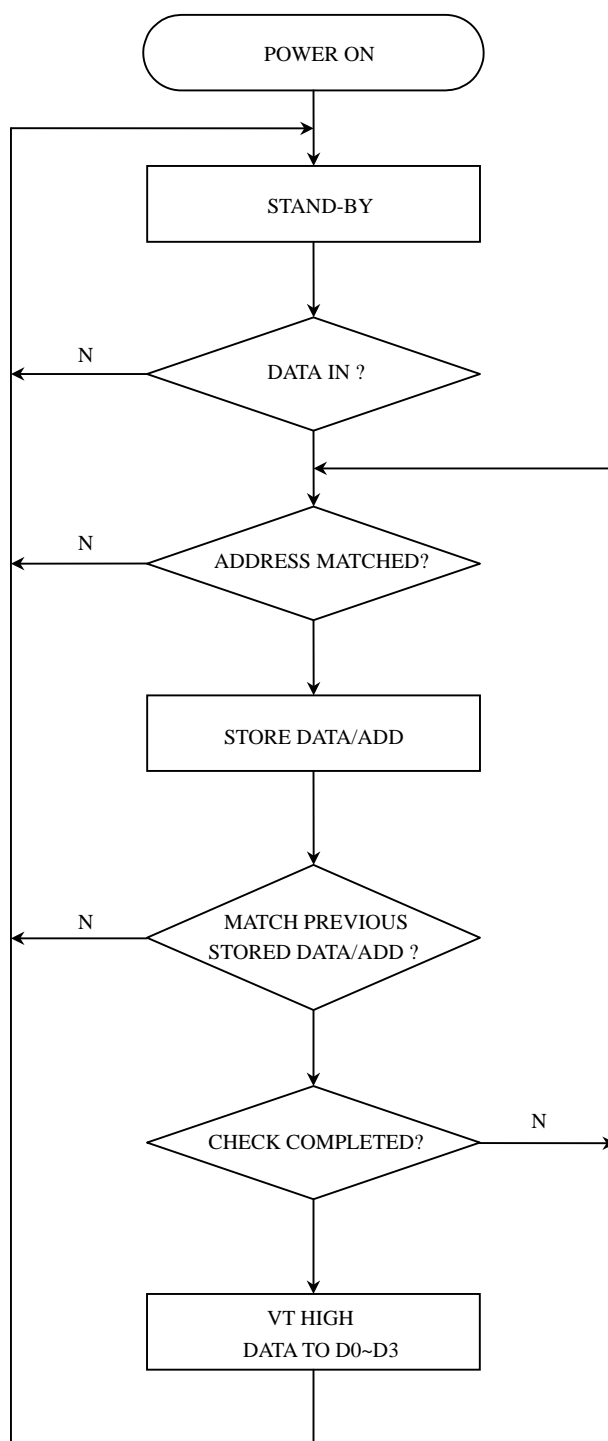 POWER ON
STAND-BY
N
DATA IN ?
N
ADDRESS MATCHED?
STORE DATA/ADD
N
MATCH PREVIOUS
STORED DATA/ADD ?
CHECK COMPLETED?
N
VT HIGH
DATA TO D0~D3